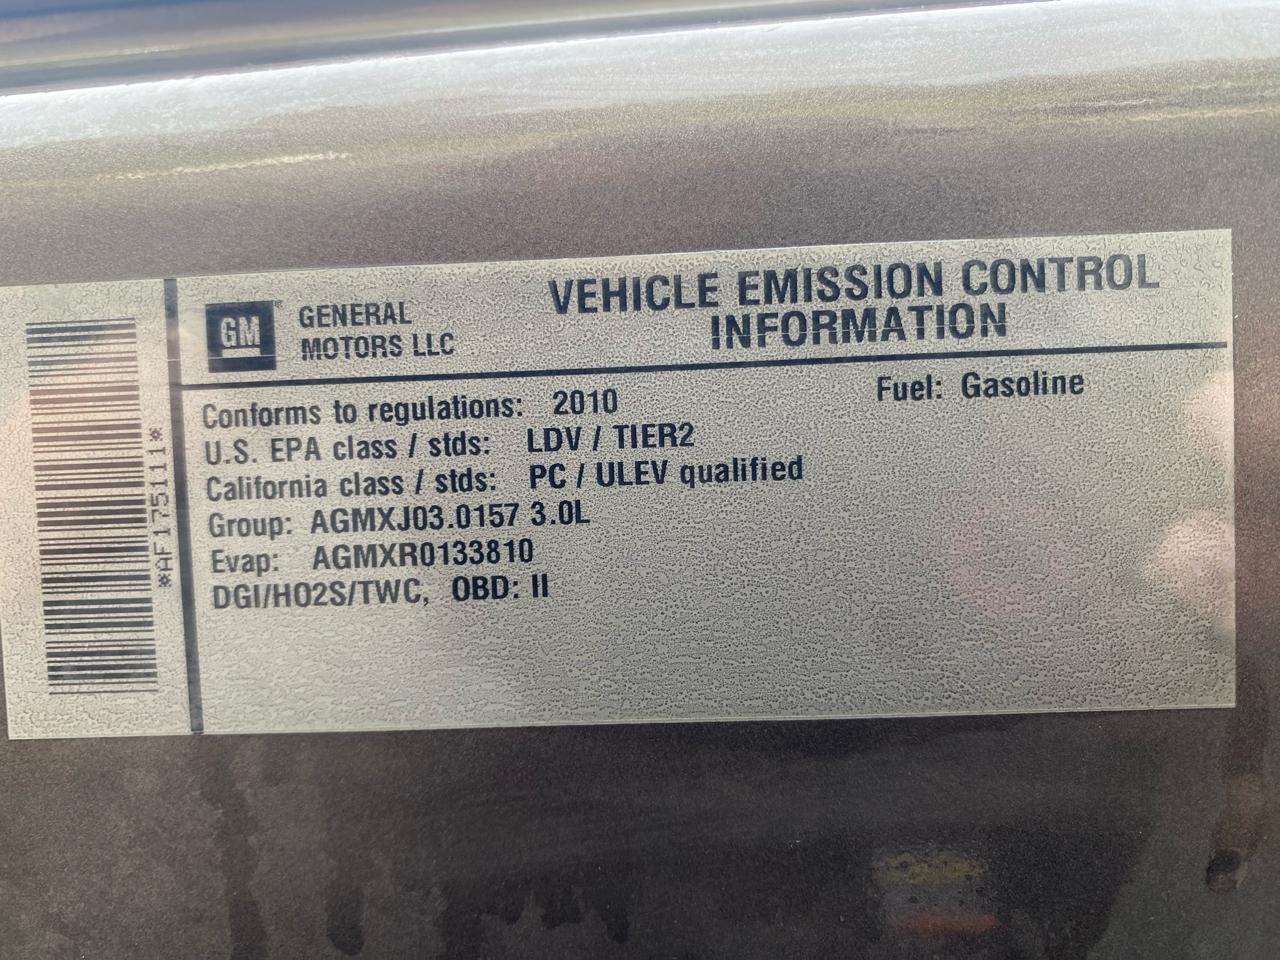 GM
GENERAL
MOTORS LLC
VEHICLE EMISSION CONTROL
INFORMATION
Conforms to regulations: 2010
Fuel: Gasoline
U.S. EPA class / stds: LDV / TIER2
California class / stds: PC / ULEV qualified
Group: AGMXJ03.0157 3.0L
Evap: AGMXR0133810
DGI/HO2S/TWC, OBD: II
*AF175111*